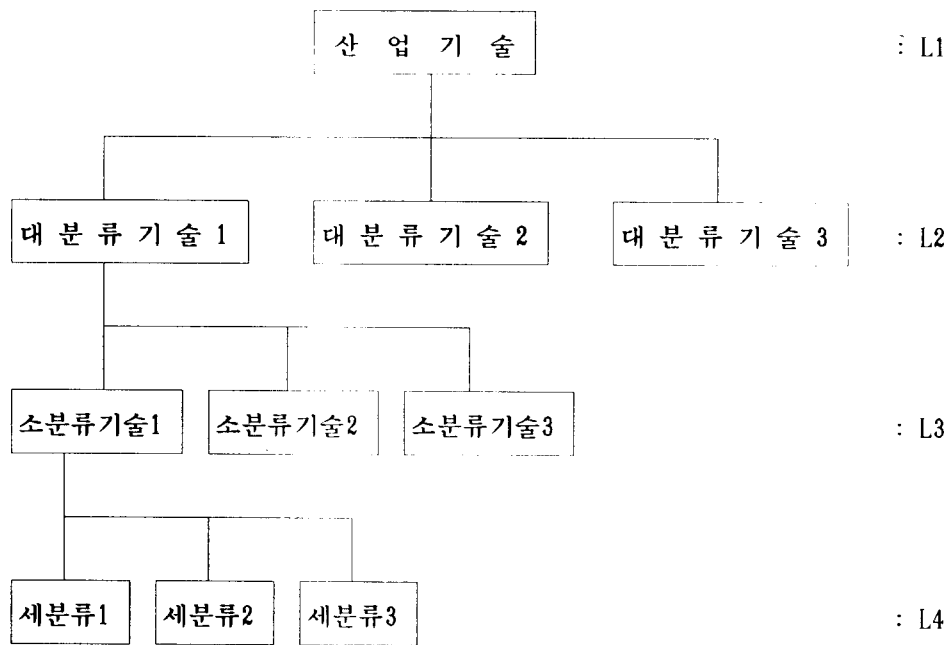 산 업 기 술 : L1
대 분 류 기 술 1 대 분 류 기 술 2 대 분 류 기 술 3 : L2
소분류기술1 소분류기술2 소분류기술3 : L3
세분류1 세분류2 세분류3 : L4